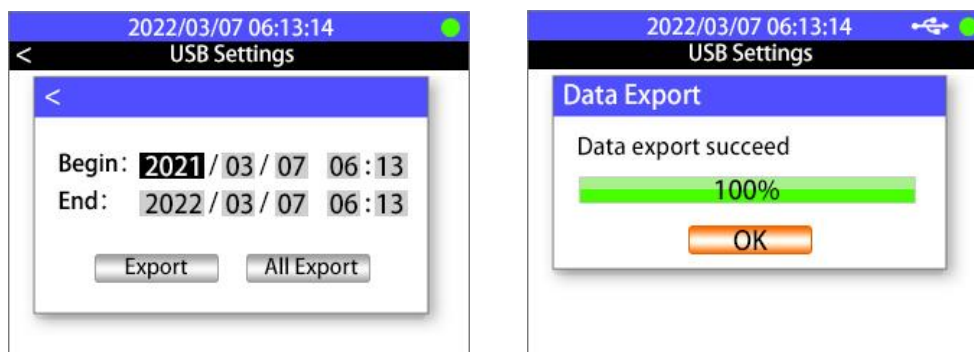 2022/03/07 06:13:14
< USB Settings
<
Begin: 2021 / 03 / 07 06:13
End: 2022 / 03 / 07 06:13
Export All Export
2022/03/07 06:13:14
USB Settings
Data Export
Data export succeed
100%
OK